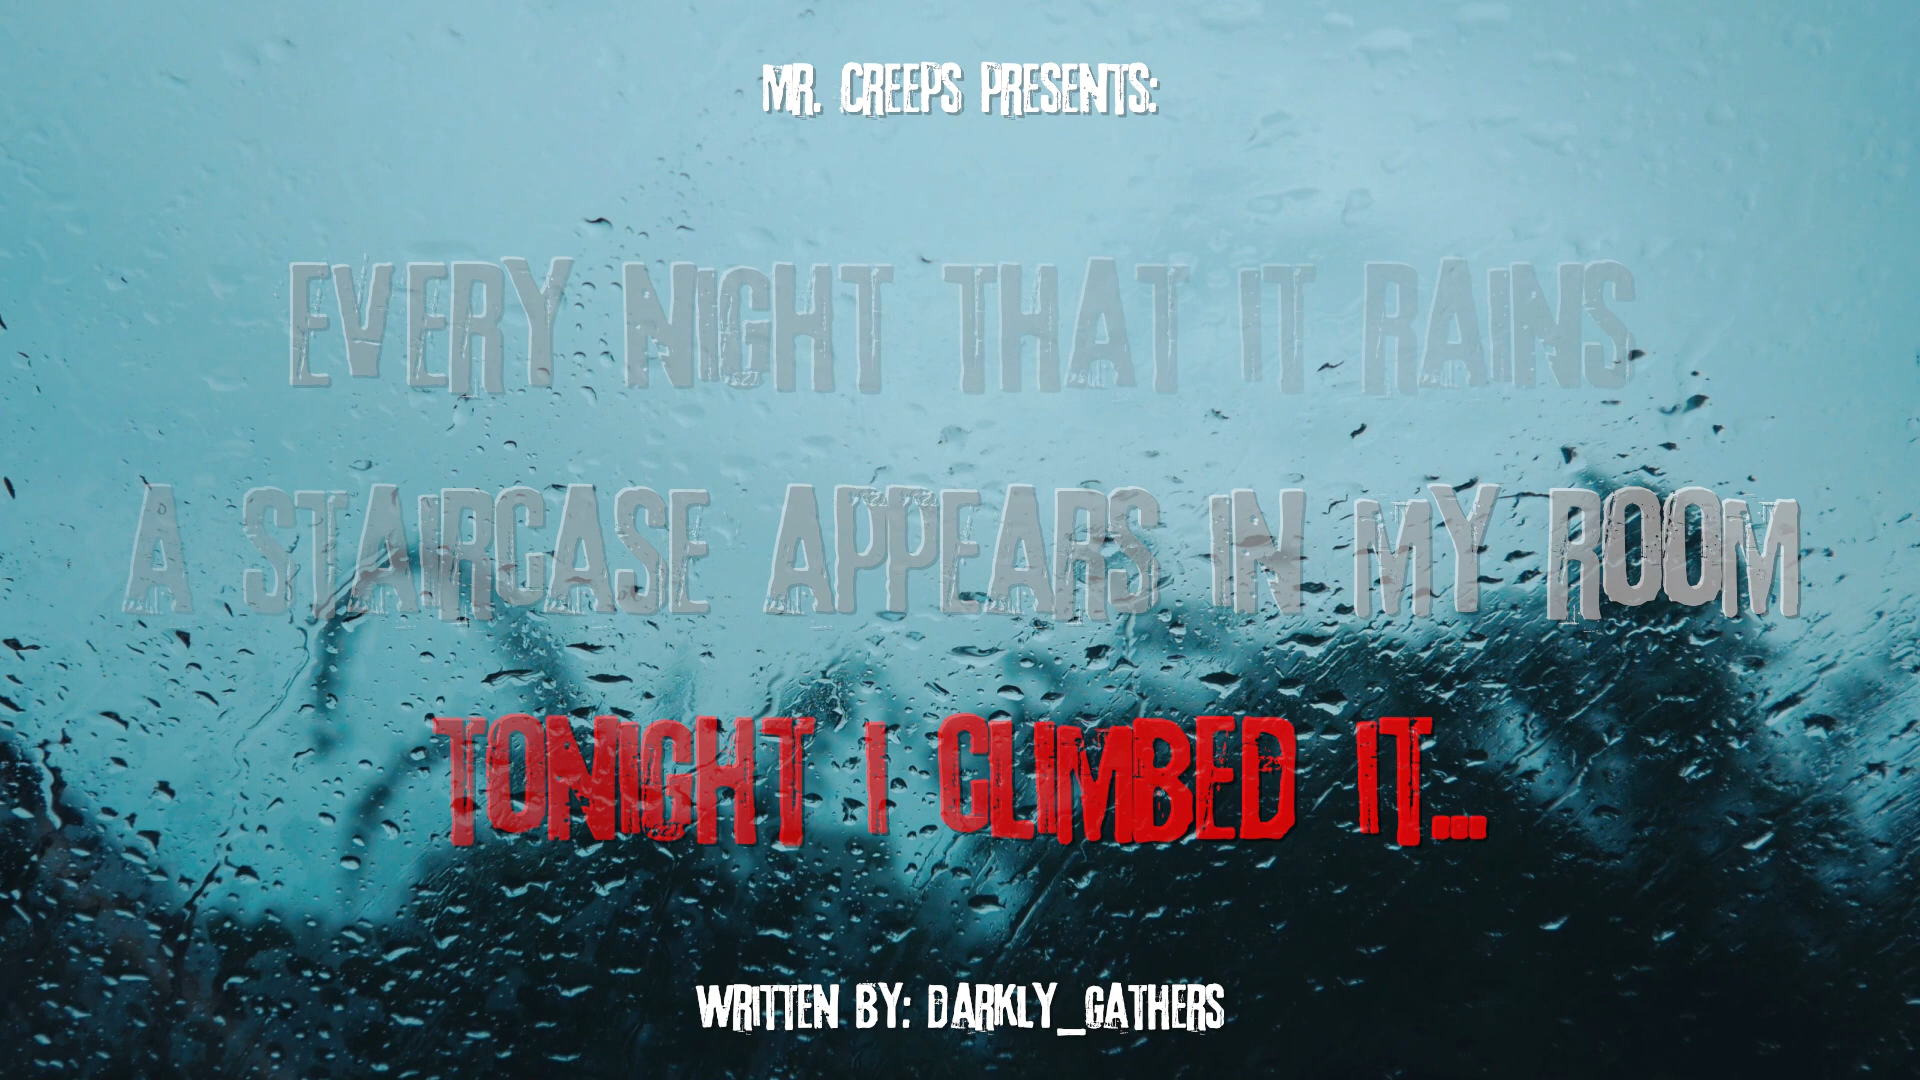 MR. CREEPS PRESENTS:
EVERY NIGHT THAT IT RAINS
A STAIRCASE APPEARS IN MY ROOM
TONIGHT I CLIMBED IT...
WRITTEN BY: DARKLY_GATHERS